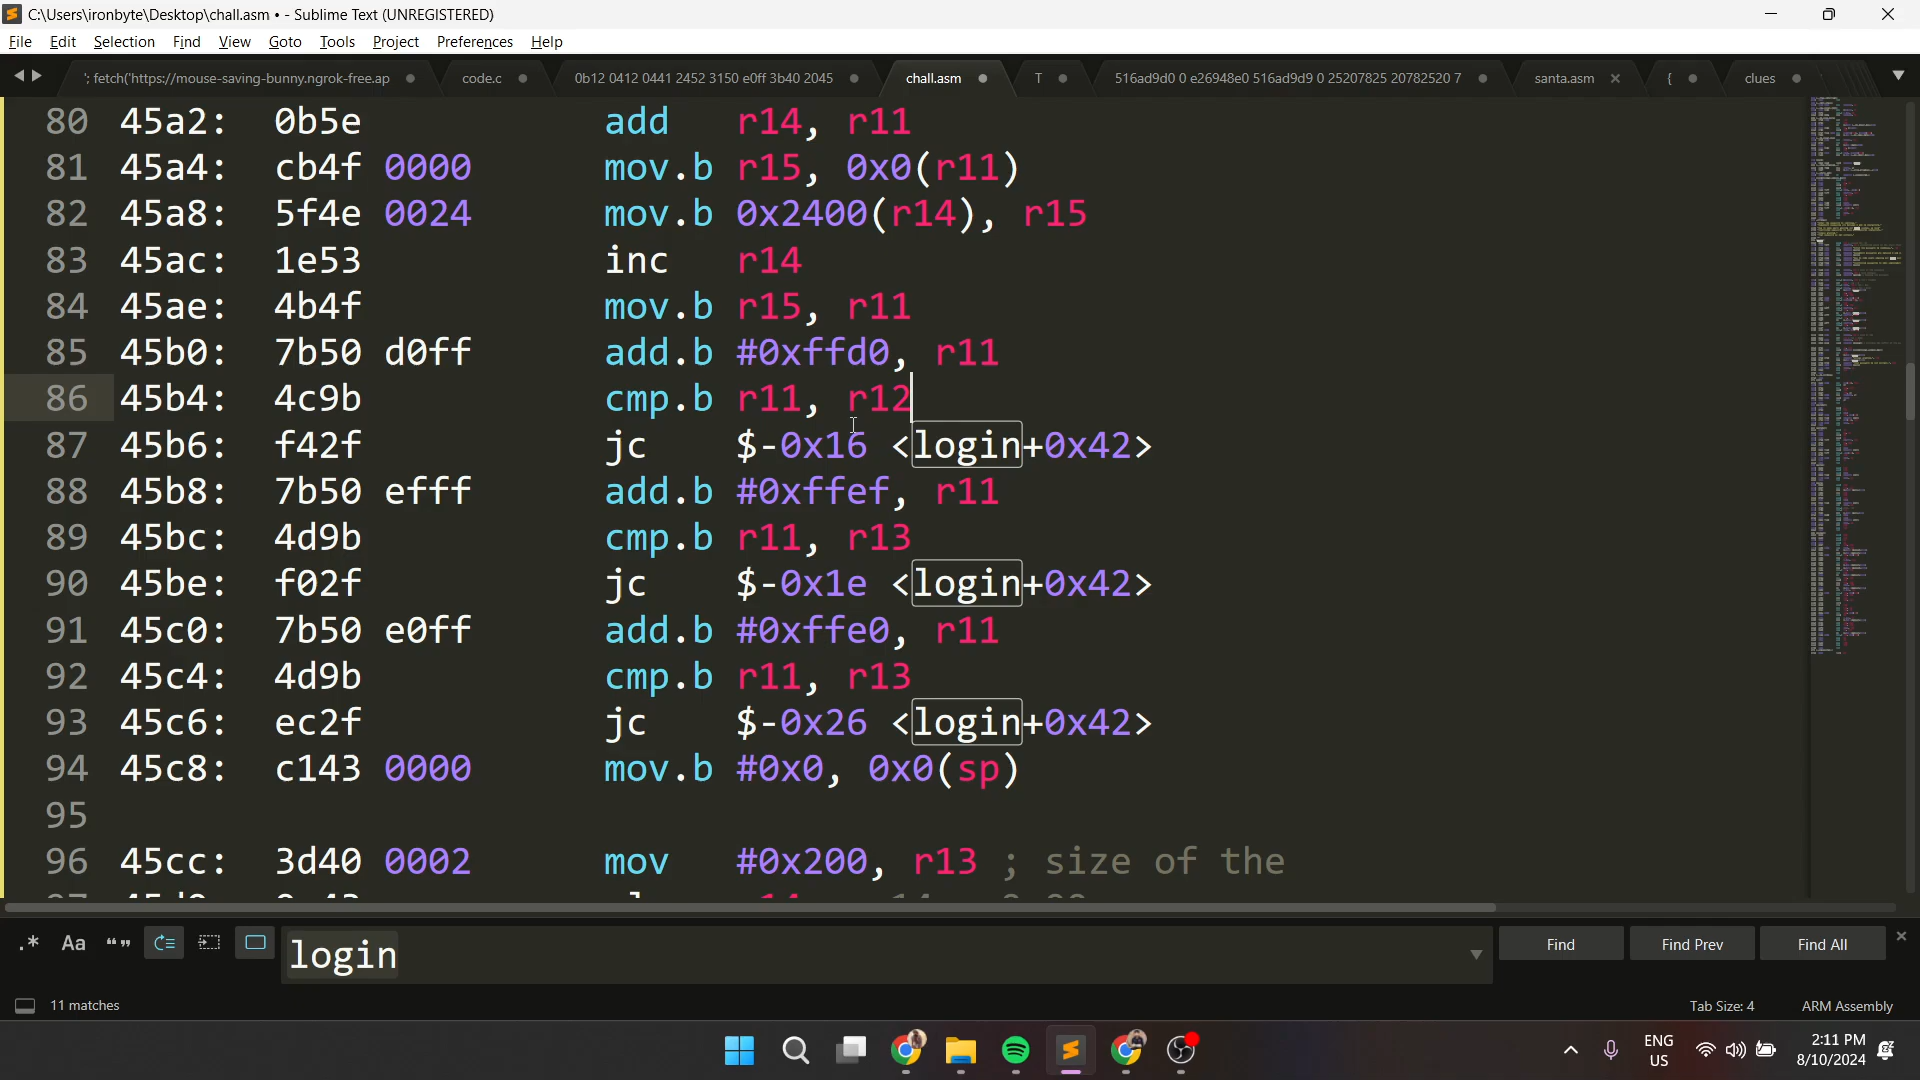 C:\Users\ironbyte\Desktop\chall.asm • - Sublime Text (UNREGISTERED)
File Edit Selection Find View Goto Tools Project Preferences Help
'; fetch('https://mouse-saving-bunny.ngrok-free.ap code.c 0b12 0412 0441 2452 3150 e0ff 3b40 2045 chall.asm T 516ad9d0 0 e26948e0 516ad9d9 0 25207825 20782520 7 santa.asm { clues
80 45a2: 0b5e add r14, r11
81 45a4: cb4f 0000 mov.b r15, 0x0(r11)
82 45a8: 5f4e 0024 mov.b 0x2400(r14), r15
83 45ac: 1e53 inc r14
84 45ae: 4b4f mov.b r15, r11
85 45b0: 7b50 d0ff add.b #0xffd0, r11
86 45b4: 4c9b cmp.b r11, r12
87 45b6: f42f jc $-0x16 <login+0x42>
88 45b8: 7b50 efff add.b #0xffef, r11
89 45bc: 4d9b cmp.b r11, r13
90 45be: f02f jc $-0x1e <login+0x42>
91 45c0: 7b50 e0ff add.b #0xffe0, r11
92 45c4: 4d9b cmp.b r11, r13
93 45c6: ec2f jc $-0x26 <login+0x42>
94 45c8: c143 0000 mov.b #0x0, 0x0(sp)
95
96 45cc: 3d40 0002 mov #0x200, r13 ; size of the
.* Aa “” login Find Find Prev Find All
11 matches Tab Size: 4 ARM Assembly
ENG
US
2:11 PM
8/10/2024